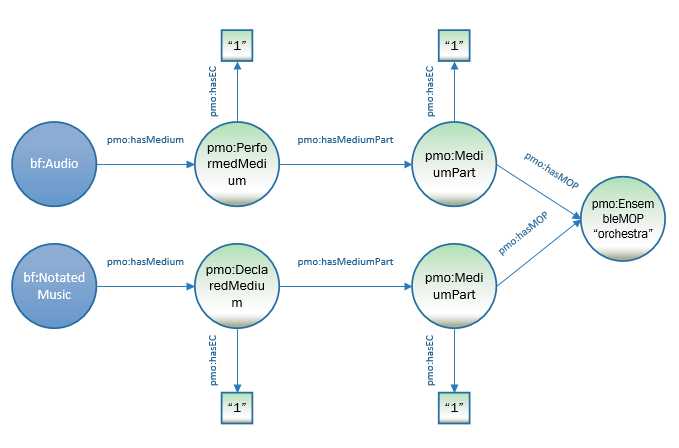 “1”
“1”
pmo:hasEC
pmo:hasEC
pmo:hasMedium
pmo:hasMediumPart
bf:Audio
pmo:Perfo
rmedMedi
um
pmo:Medi
umPart
pmo:hasMOP
pmo:Ensem
bleMOP
“orchestra”
pmo:hasMOP
pmo:hasMedium
pmo:hasMediumPart
bf:Notated
Music
pmo:Decla
redMediu
m
pmo:Medi
umPart
pmo:hasEC
pmo:hasEC
“1”
“1”